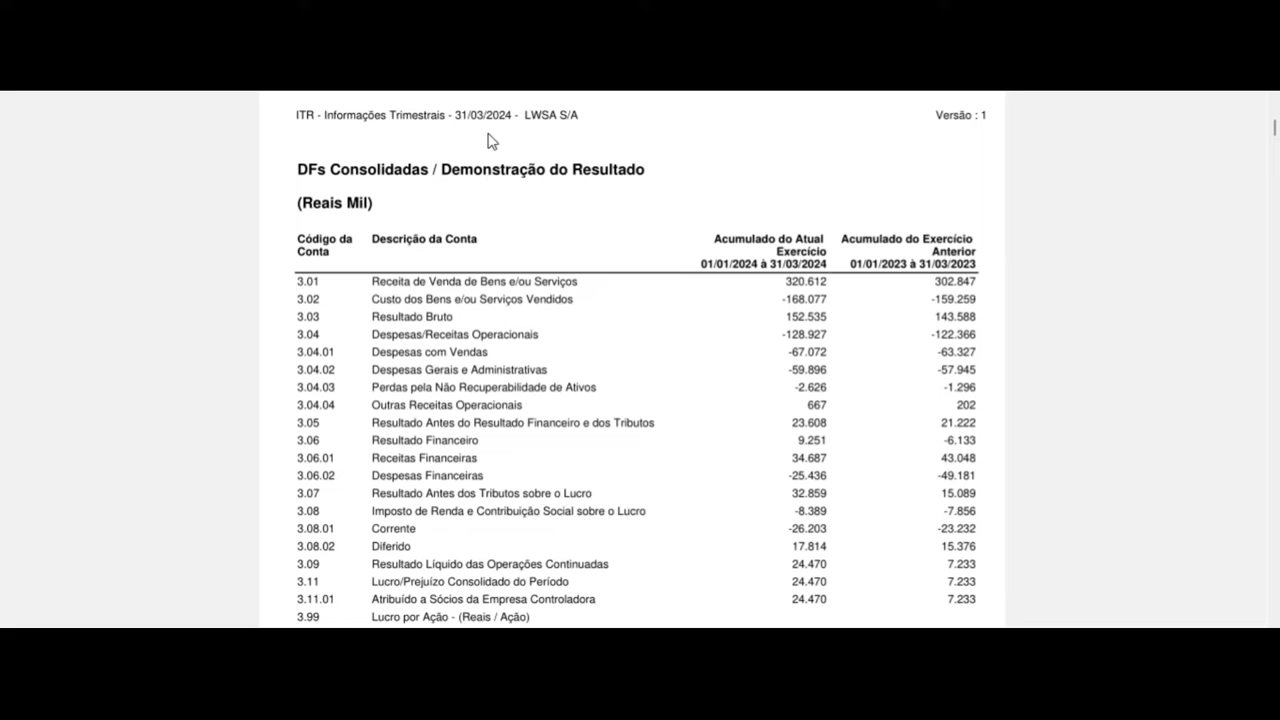 ITR - Informações Trimestrais - 31/03/2024 - LWSA S/A Versão : 1
DFs Consolidadas / Demonstração do Resultado
(Reais Mil)
Código da Conta Descrição da Conta Acumulado do Atual Exercício 01/01/2024 à 31/03/2024 Acumulado do Exercício Anterior 01/01/2023 à 31/03/2023
3.01 Receita de Venda de Bens e/ou Serviços 320.612 302.847
3.02 Custo dos Bens e/ou Serviços Vendidos -168.077 -159.259
3.03 Resultado Bruto 152.535 143.588
3.04 Despesas/Receitas Operacionais -128.927 -122.366
3.04.01 Despesas com Vendas -67.072 -63.327
3.04.02 Despesas Gerais e Administrativas -59.896 -57.945
3.04.03 Perdas pela Não Recuperabilidade de Ativos -2.626 -1.296
3.04.04 Outras Receitas Operacionais 667 202
3.05 Resultado Antes do Resultado Financeiro e dos Tributos 23.608 21.222
3.06 Resultado Financeiro 9.251 -6.133
3.06.01 Receitas Financeiras 34.687 43.048
3.06.02 Despesas Financeiras -25.436 -49.181
3.07 Resultado Antes dos Tributos sobre o Lucro 32.859 15.089
3.08 Imposto de Renda e Contribuição Social sobre o Lucro -8.389 -7.856
3.08.01 Corrente -26.203 -23.232
3.08.02 Diferido 17.814 15.376
3.09 Resultado Líquido das Operações Continuadas 24.470 7.233
3.11 Lucro/Prejuízo Consolidado do Período 24.470 7.233
3.11.01 Atribuído a Sócios da Empresa Controladora 24.470 7.233
3.99 Lucro por Ação - (Reais / Ação)